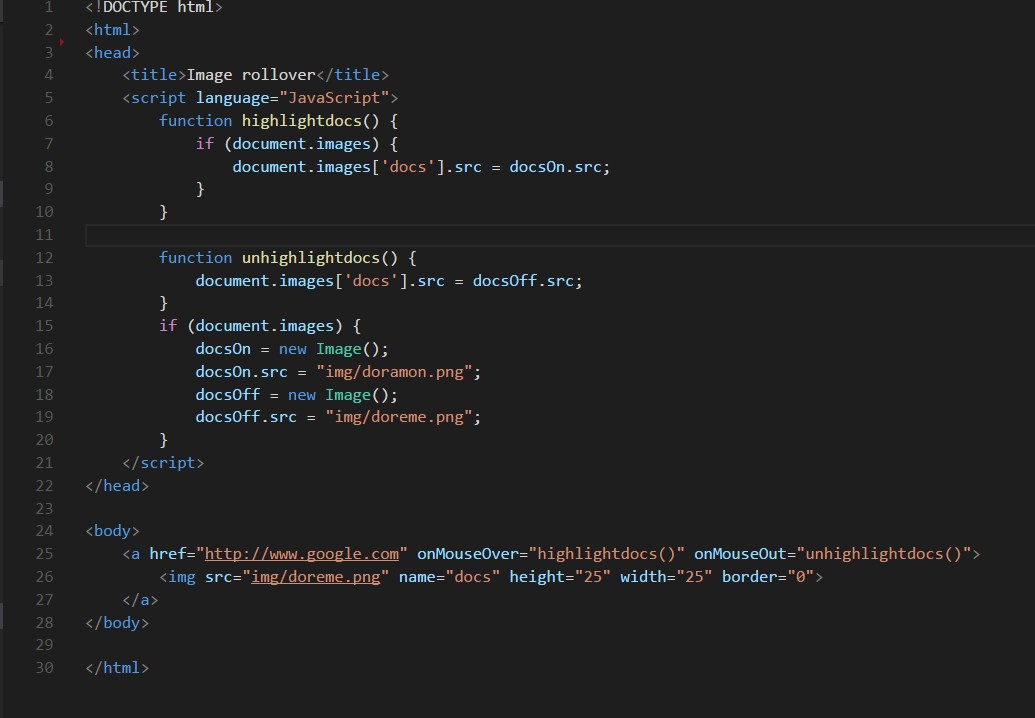 1 <!DOCTYPE html>
2 <html>
3 <head>
4     <title>Image rollover</title>
5     <script language="JavaScript">
6         function highlightdocs() {
7             if (document.images) {
8                 document.images['docs'].src = docsOn.src;
9             }
10         }
11
12         function unhighlightdocs() {
13             document.images['docs'].src = docsOff.src;
14         }
15         if (document.images) {
16             docsOn = new Image();
17             docsOn.src = "img/doramon.png";
18             docsOff = new Image();
19             docsOff.src = "img/doreme.png";
20         }
21     </script>
22 </head>
23
24 <body>
25     <a href="http://www.google.com" onMouseOver="highlightdocs()" onMouseOut="unhighlightdocs()">
26         <img src="img/doreme.png" name="docs" height="25" width="25" border="0">
27     </a>
28 </body>
29
30 </html>